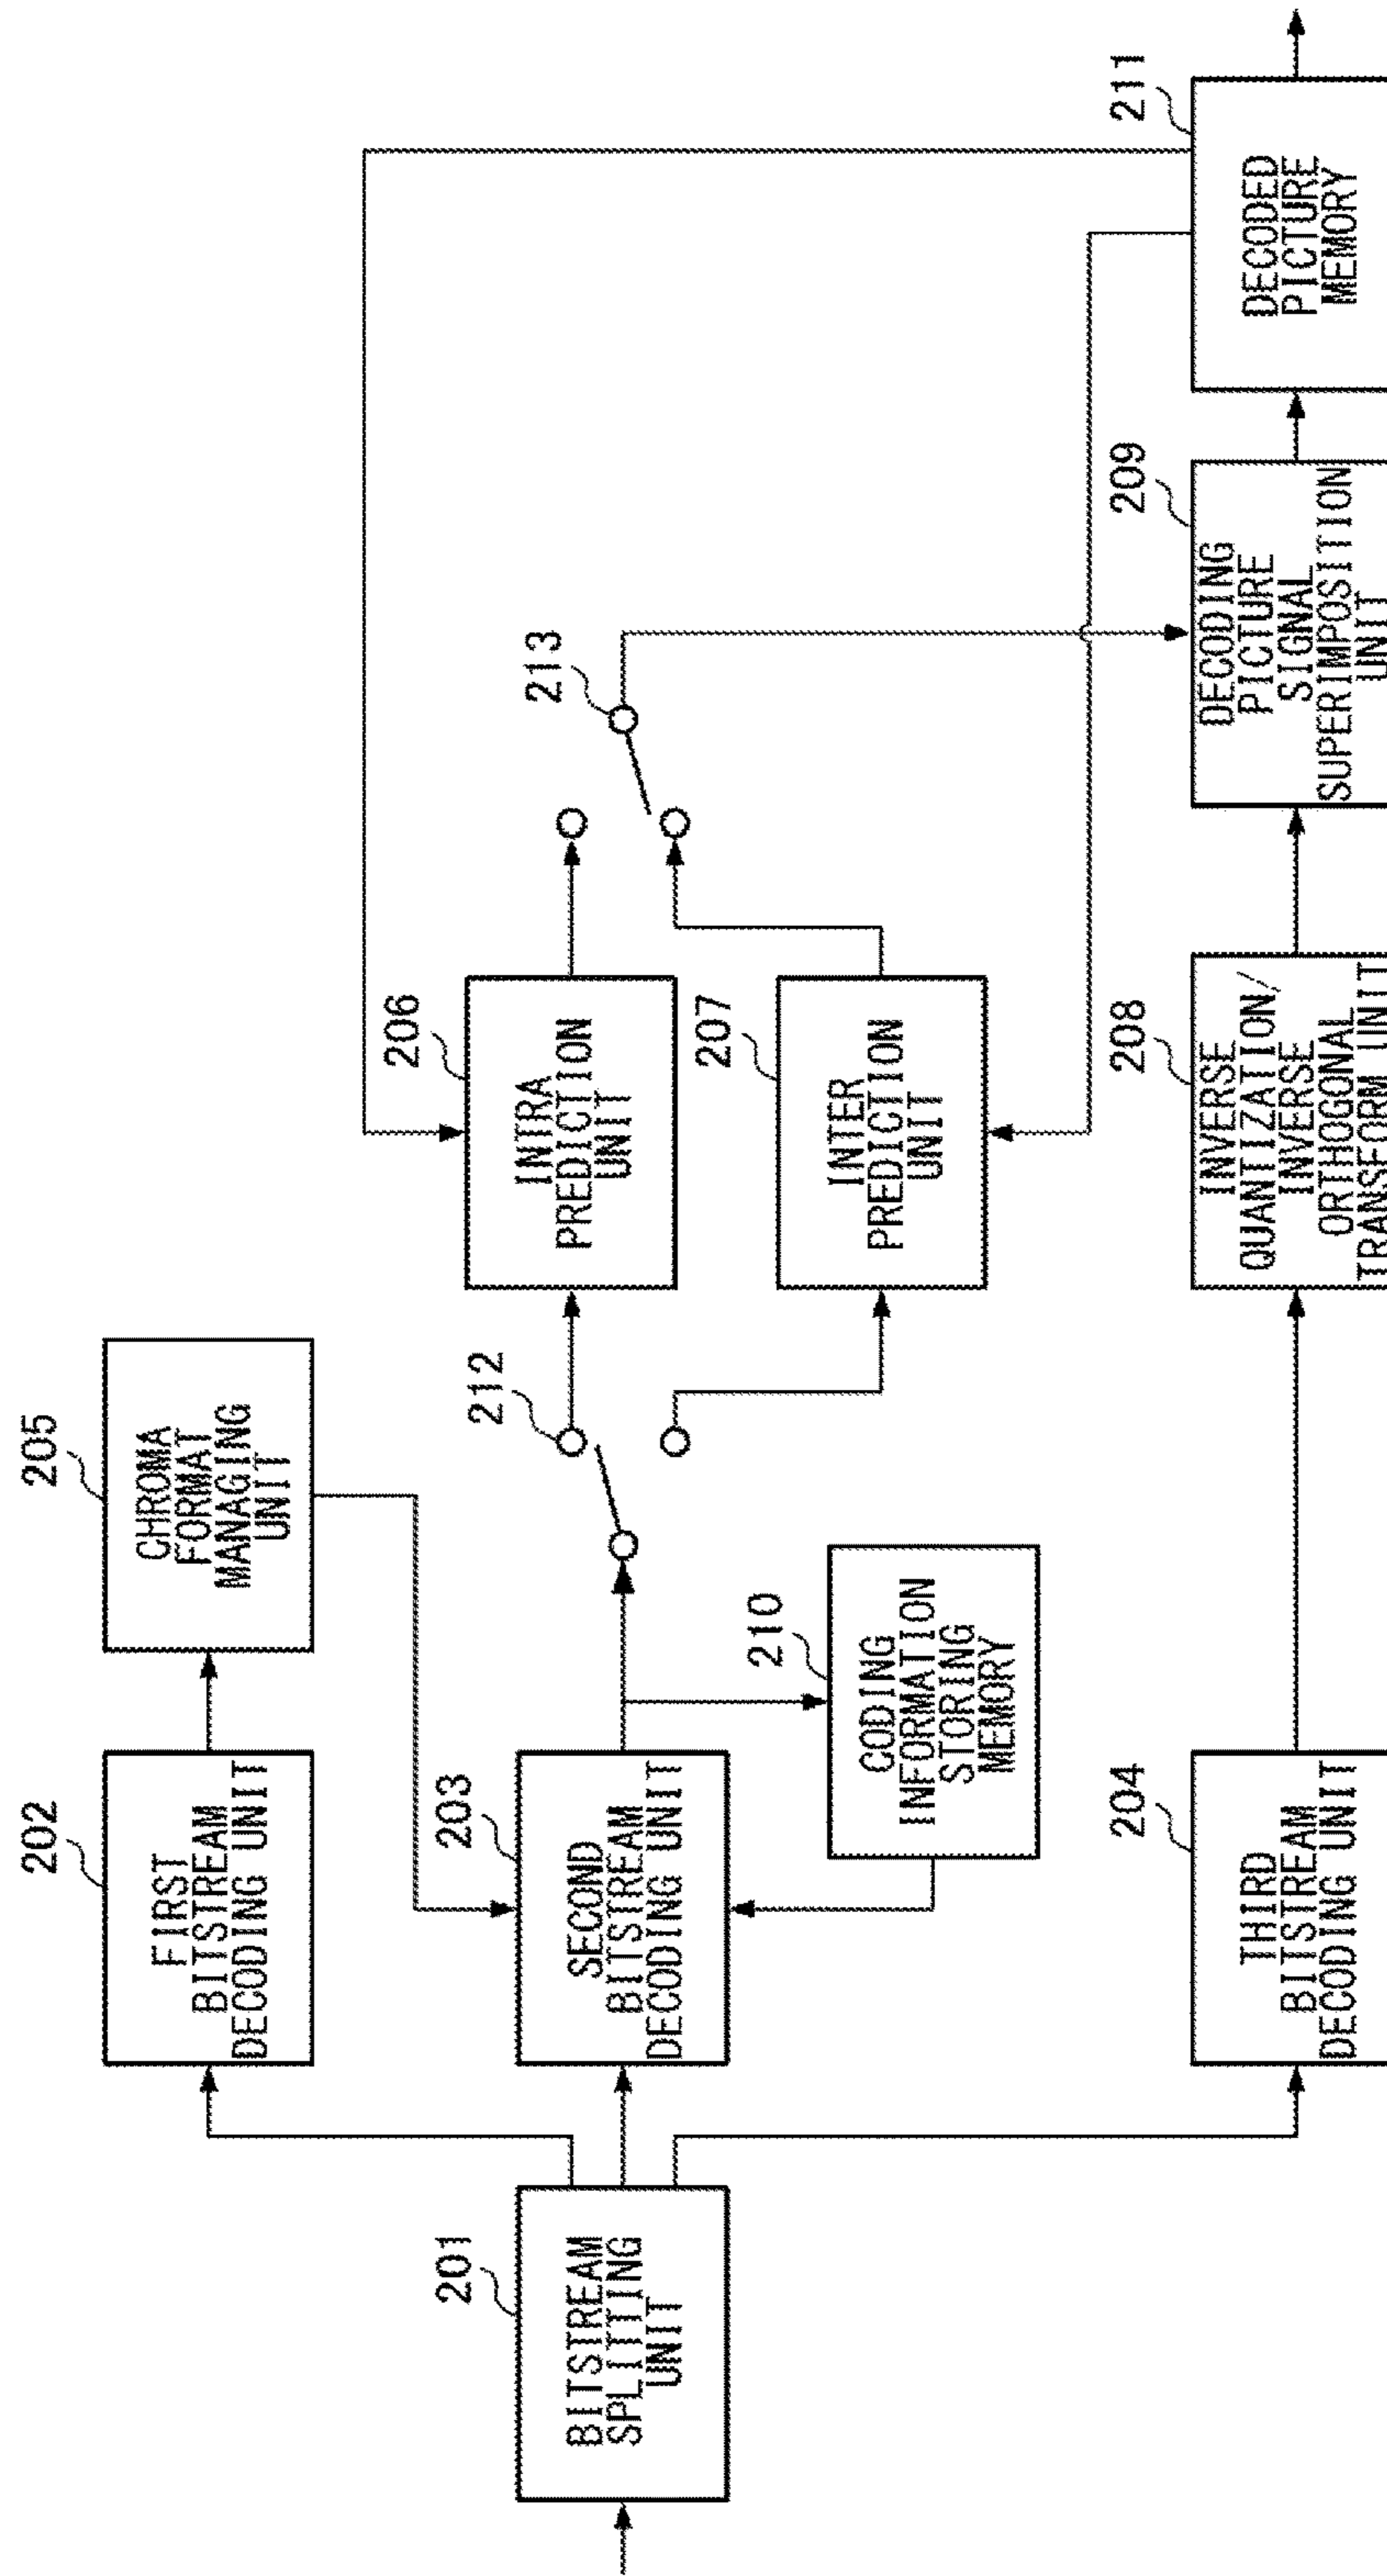 201
BITSTREAM
SPLITTING
UNIT
202
FIRST
BITSTREAM
DECODING UNIT
203
SECOND
BITSTREAM
DECODING UNIT
204
THIRD
BITSTREAM
DECODING UNIT
205
CHROMA
FORMAT
MANAGING
UNIT
210
CODING
INFORMATION
STORING
MEMORY
212
206
INTRA
PREDICTION
UNIT
207
INTER
PREDICTION
UNIT
208
INVERSE
QUANTIZATION/
INVERSE
ORTHOGONAL
TRANSFORM UNIT
213
209
DECODING
PICTURE
SIGNAL
SUPERIMPOSITION
UNIT
211
DECODED
PICTURE
MEMORY